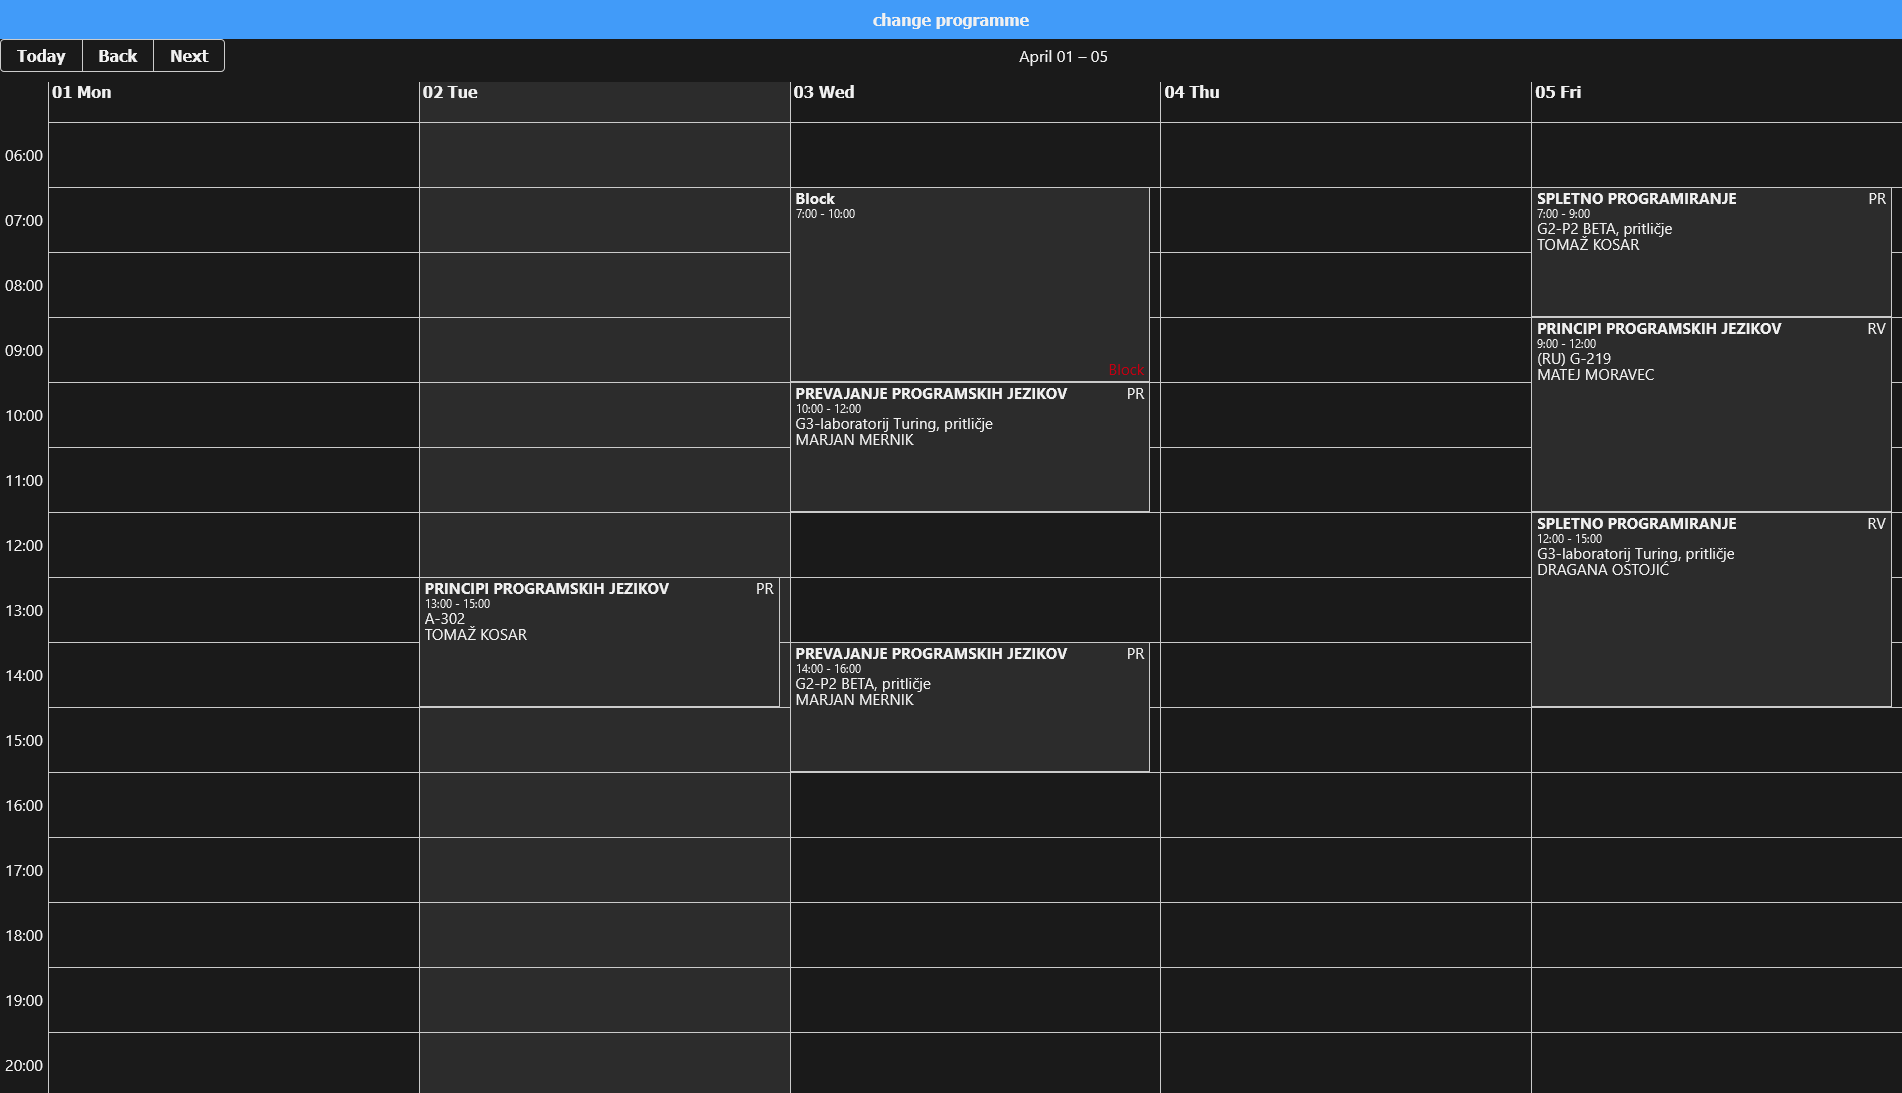 change programme
Today Back Next
April 01 – 05
01 Mon
02 Tue
03 Wed
04 Thu
05 Fri
06:00
07:00
08:00
09:00
10:00
11:00
12:00
13:00
14:00
15:00
16:00
17:00
18:00
19:00
20:00
PRINCIPI PROGRAMSKIH JEZIKOV PR
13:00 - 15:00
A-302
TOMAŽ KOSAR
Block
7:00 - 10:00
Block
PREVAJANJE PROGRAMSKIH JEZIKOV PR
10:00 - 12:00
G3-laboratorij Turing, pritličje
MARJAN MERNIK
PREVAJANJE PROGRAMSKIH JEZIKOV PR
14:00 - 16:00
G2-P2 BETA, pritličje
MARJAN MERNIK
SPLETNO PROGRAMIRANJE PR
7:00 - 9:00
G2-P2 BETA, pritličje
TOMAŽ KOSAR
PRINCIPI PROGRAMSKIH JEZIKOV RV
9:00 - 12:00
(RU) G-219
MATEJ MORAVEC
SPLETNO PROGRAMIRANJE RV
12:00 - 15:00
G3-laboratorij Turing, pritličje
DRAGANA OSTOJIĆ